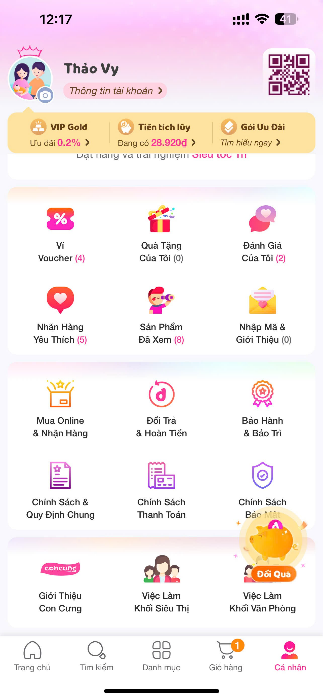 12:17
41
Thảo Vy
Thông tin tài khoản >
VIP Gold
Ưu đãi 0.2% >
Tiền tích lũy
Đang có 28.920đ >
Gói Ưu Đãi
Tìm hiểu ngay >
Đặt hàng và trải nghiệm Siêu tốc 1h
Ví
Voucher (4)
Quà Tặng
Của Tôi (0)
Đánh Giá
Của Tôi (2)
Nhãn Hàng
Yêu Thích (5)
Sản Phẩm
Đã Xem (8)
Nhập Mã &
Giới Thiệu (0)
Mua Online
& Nhận Hàng
Đổi Trả
& Hoàn Tiền
Bảo Hành
& Bảo Trì
Chính Sách &
Quy Định Chung
Chính Sách
Thanh Toán
Chính Sách
Bảo Mật
Đổi Quà
concung
Giới Thiệu
Con Cưng
Việc Làm
Khối Siêu Thị
Việc Làm
Khối Văn Phòng
Trang chủ
Tìm kiếm
Danh mục
1
Giỏ hàng
Cá nhân